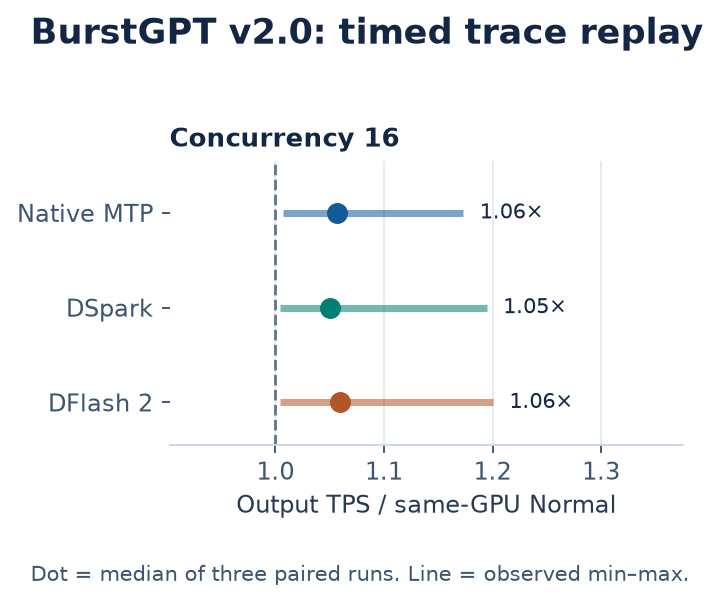 BurstGPT v2.0: timed trace replay
Concurrency 16
Native MTP
1.06×
DSpark
1.05×
DFlash 2
1.06×
1.0 1.1 1.2 1.3
Output TPS / same-GPU Normal
Dot = median of three paired runs. Line = observed min–max.